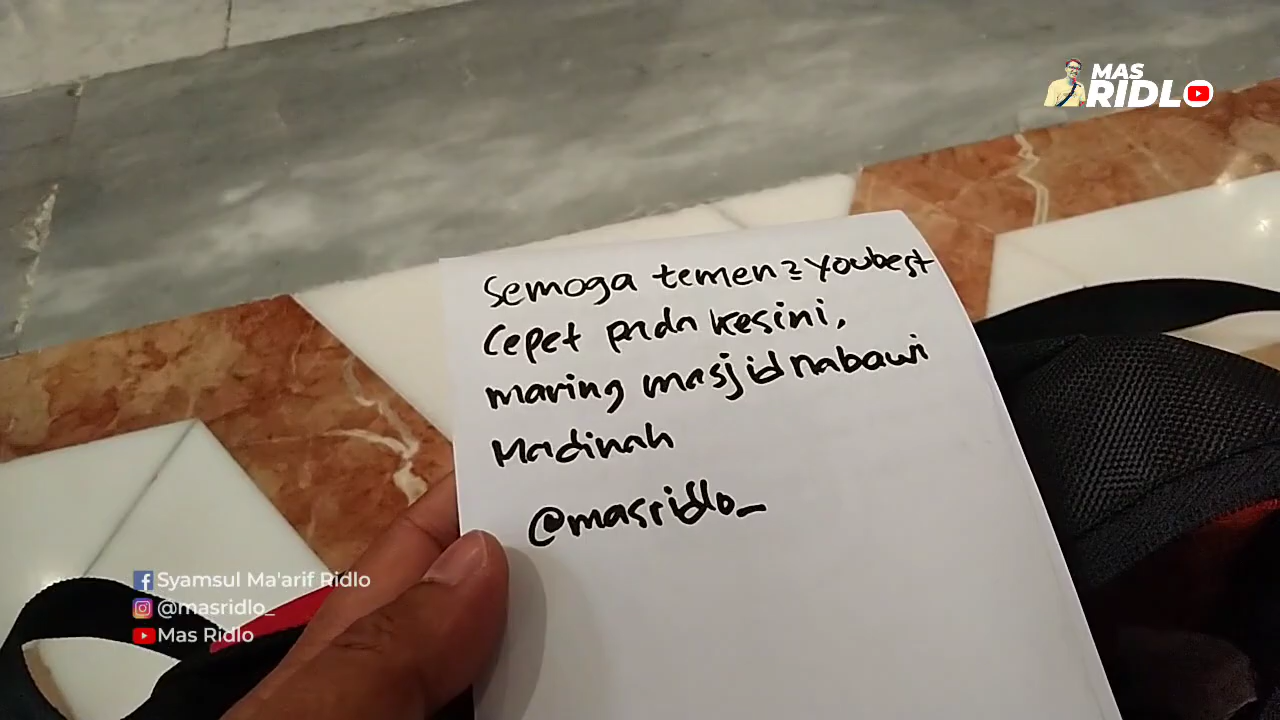 MAS
RIDLO
Semoga temen2 Youbest
Cepet pada kesini,
maring masjid nabawi
Madinah
@masridlo_
Syamsul Ma'arif Ridlo
@masridlo_
Mas Ridlo